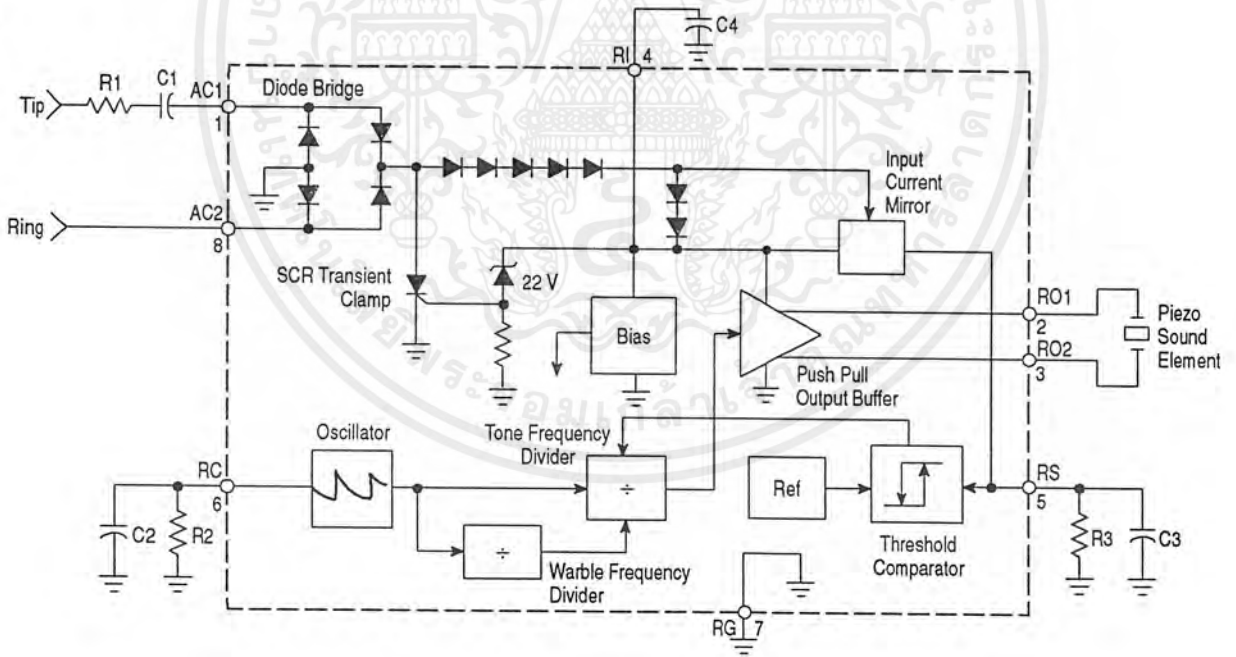 C4
RI 4
R1 C1 AC1 Diode Bridge
Tip 1
Input
Current
Mirror
AC2
Ring 8
SCR Transient
Clamp
22 V
Bias
RO1
2
RO2
3
Piezo
Sound
Element
Push Pull
Output Buffer
Oscillator
Tone Frequency
Divider
RC
6
÷
Ref
RS
5
C2 R2
÷
R3 C3
Warble Frequency
Divider
Threshold
Comparator
RG 7